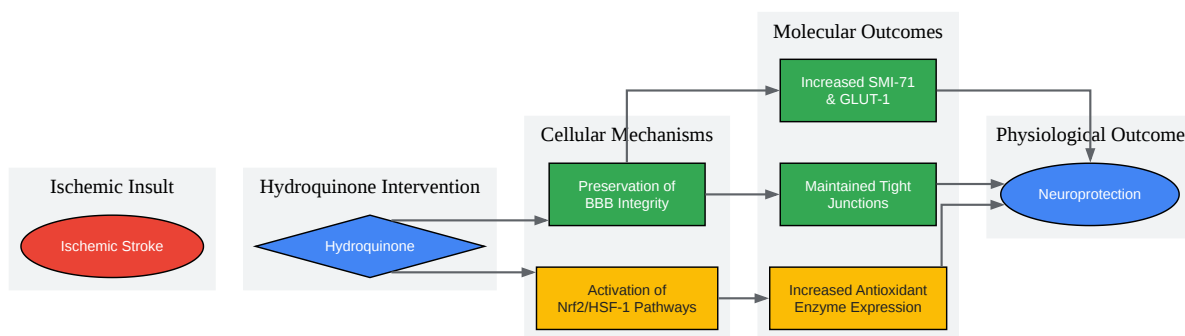 Ischemic Insult
Ischemic Stroke
Hydroquinone Intervention
Hydroquinone
Cellular Mechanisms
Preservation of
BBB Integrity
Activation of
Nrf2/HSF-1 Pathways
Molecular Outcomes
Increased SMI-71
& GLUT-1
Maintained Tight
Junctions
Increased Antioxidant
Enzyme Expression
Physiological Outcome
Neuroprotection